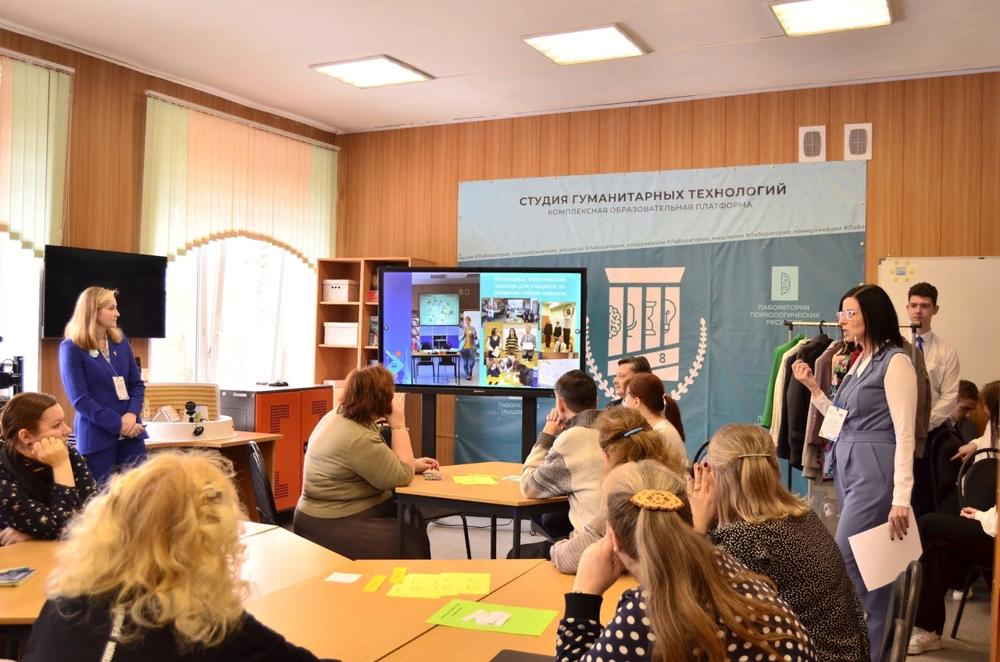 СТУДИЯ ГУМАНИТАРНЫХ ТЕХНОЛОГИЙ
КОМПЛЕКСНАЯ ОБРАЗОВАТЕЛЬНАЯ ПЛАТФОРМА
#Лаборатория_психологических_ресурсов #Лаборатория_координации #Лаборатория_мышления #Лаборатория_коммуникации
Интенсивы, тематические
занятия для учащихся по
развитию гибких навыков
ЛАБОРАТОРИЯ
ПСИХОЛОГИЧЕСКИХ
8